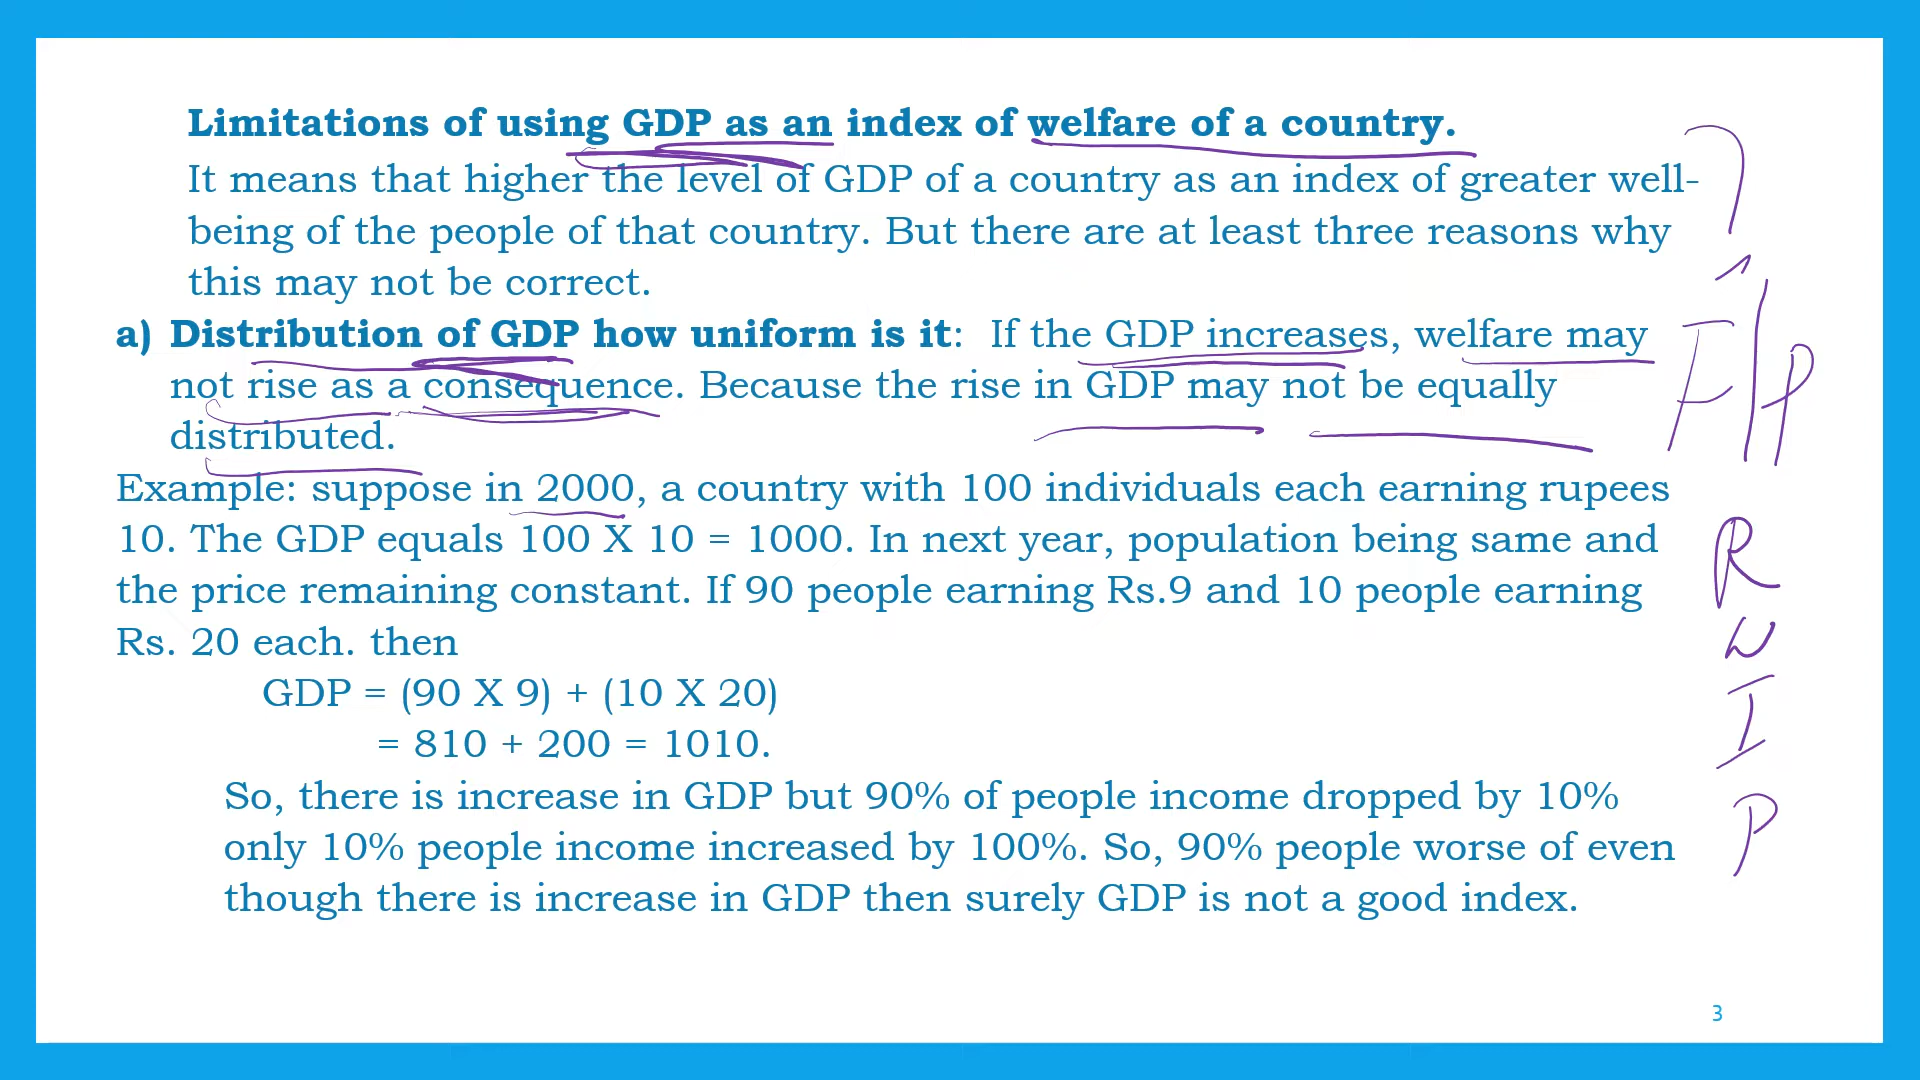 Limitations of using GDP as an index of welfare of a country.
It means that higher the level of GDP of a country as an index of greater well-
being of the people of that country. But there are at least three reasons why
this may not be correct.
a) Distribution of GDP how uniform is it: If the GDP increases, welfare may
not rise as a consequence. Because the rise in GDP may not be equally
distributed.
Example: suppose in 2000, a country with 100 individuals each earning rupees
10. The GDP equals 100 X 10 = 1000. In next year, population being same and
the price remaining constant. If 90 people earning Rs.9 and 10 people earning
Rs. 20 each. then
GDP = (90 X 9) + (10 X 20)
= 810 + 200 = 1010.
So, there is increase in GDP but 90% of people income dropped by 10%
only 10% people income increased by 100%. So, 90% people worse of even
though there is increase in GDP then surely GDP is not a good index.
R
W
I
P
3